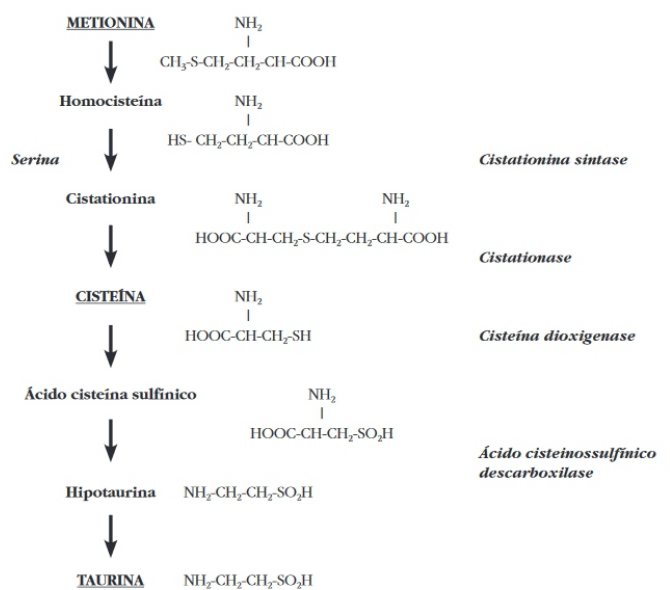 METIONINA NH₂
|
CH₃-S-CH₂-CH₂-CH-COOH
Homocisteína NH₂
|
HS- CH₂-CH₂-CH-COOH
Serina Cistationina sintase
Cistationina NH₂ NH₂
| |
HOOC-CH-CH₂-S-CH₂-CH₂-CH-COOH
Cistationase
CISTEÍNA NH₂
|
HOOC-CH-CH₂-SH Cisteína dioxigenase
Ácido cisteína sulfínico NH₂
|
HOOC-CH-CH₂-SO₂H
Ácido cisteinossulfínico
descarboxilase
Hipotaurina NH₂-CH₂-CH₂-SO₂H
TAURINA NH₂-CH₂-CH₂-SO₂H